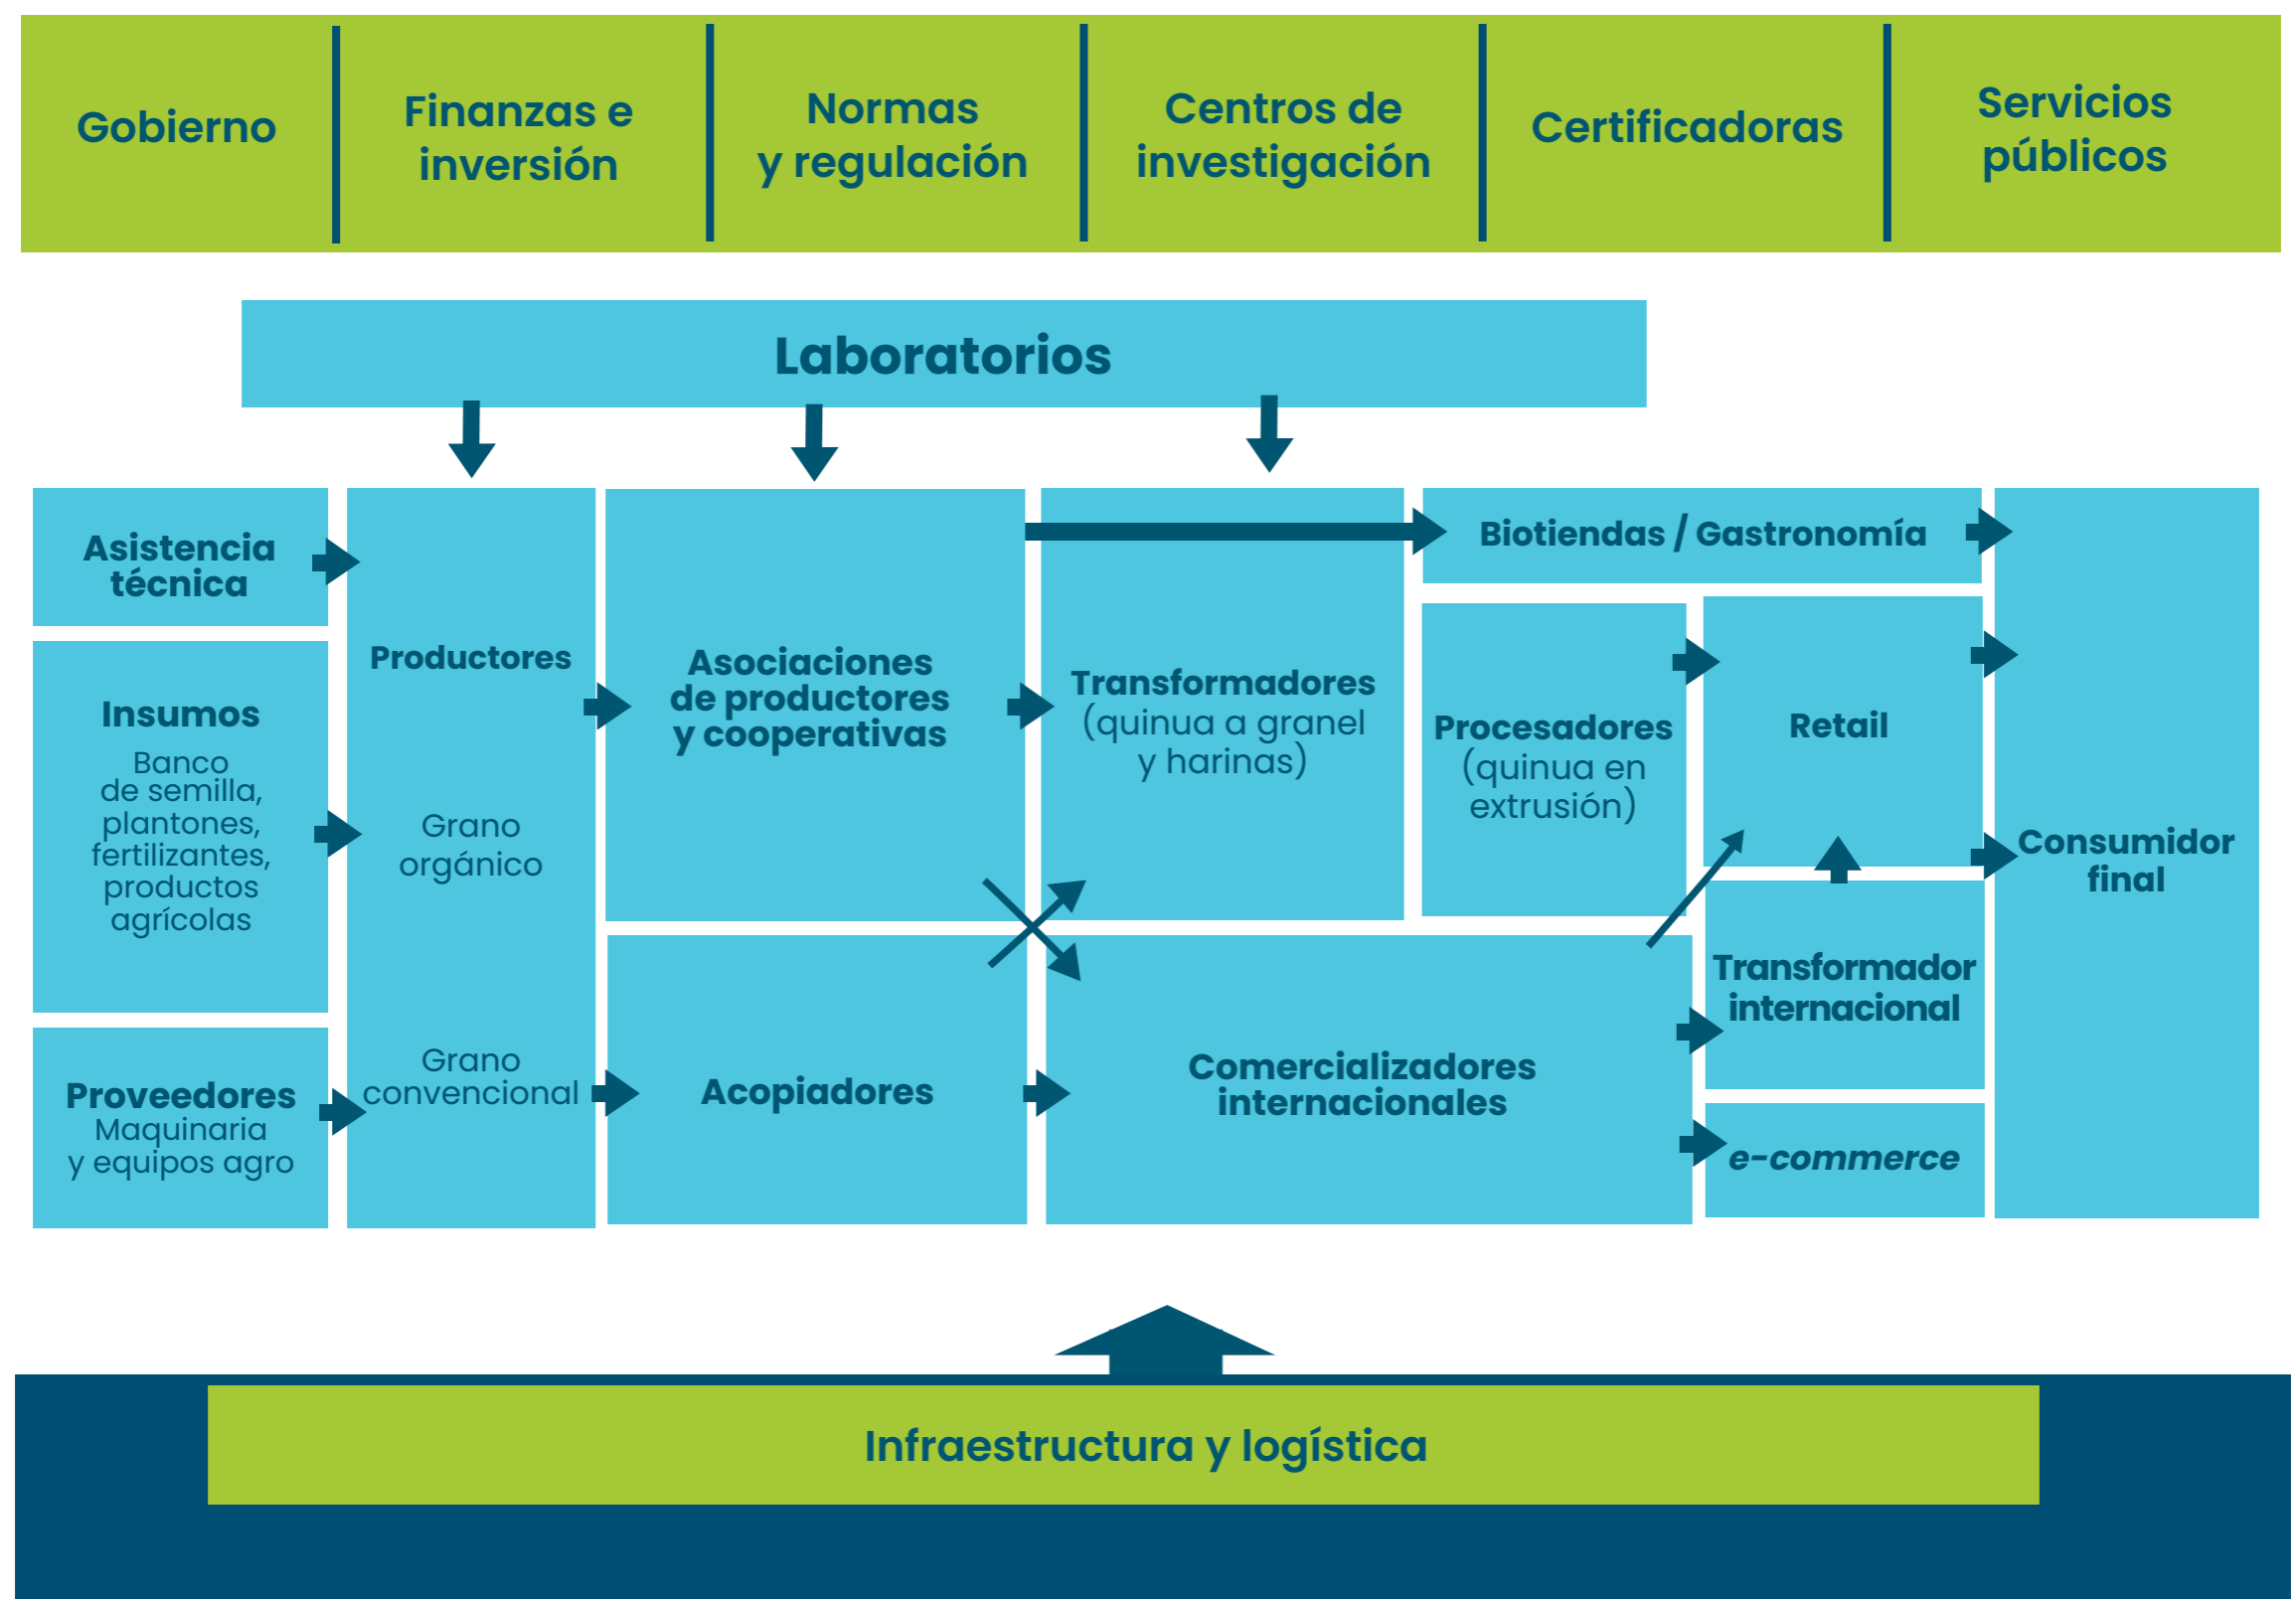 Gobierno
Finanzas e
inversión
Normas
y regulación
Centros de
investigación
Certificadoras
Servicios
públicos
Laboratorios
Asistencia
técnica
Insumos
Banco
de semilla,
plantones,
fertilizantes,
productos
agrícolas
Proveedores
Maquinaria
y equipos agro
Productores
Grano
orgánico
Grano
convencional
Asociaciones
de productores
y cooperativas
Acopiadores
Transformadores
(quinua a granel
y harinas)
Comercializadores
internacionales
Biotiendas / Gastronomía
Procesadores
(quinua en
extrusión)
Retail
Transformador
internacional
e-commerce
Consumidor
final
Infraestructura y logística